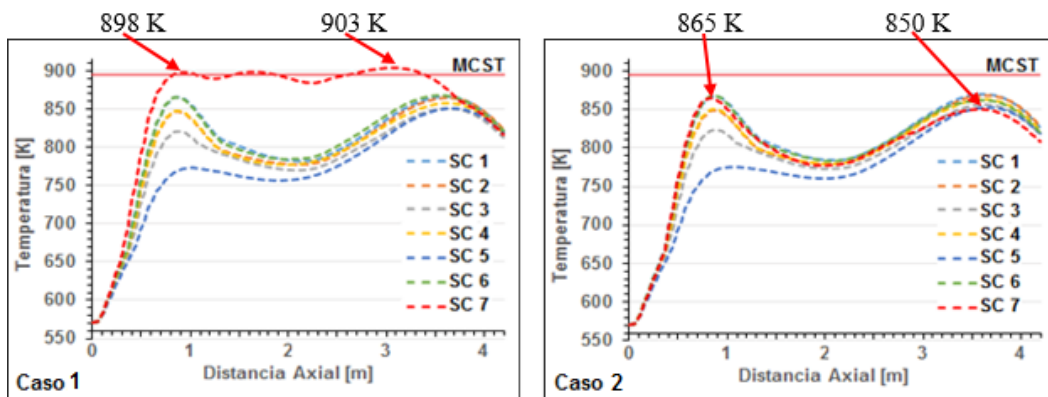 898 K
903 K
MCST
900
850
800
750
700
650
600
550
Temperatura [K]
SC 1
SC 2
SC 3
SC 4
SC 5
SC 6
SC 7
0
1
2
3
4
Distancia Axial [m]
Caso 1
865 K
850 K
MCST
900
850
800
750
700
650
600
550
Temperatura [K]
SC 1
SC 2
SC 3
SC 4
SC 5
SC 6
SC 7
0
1
2
3
4
Distancia Axial [m]
Caso 2